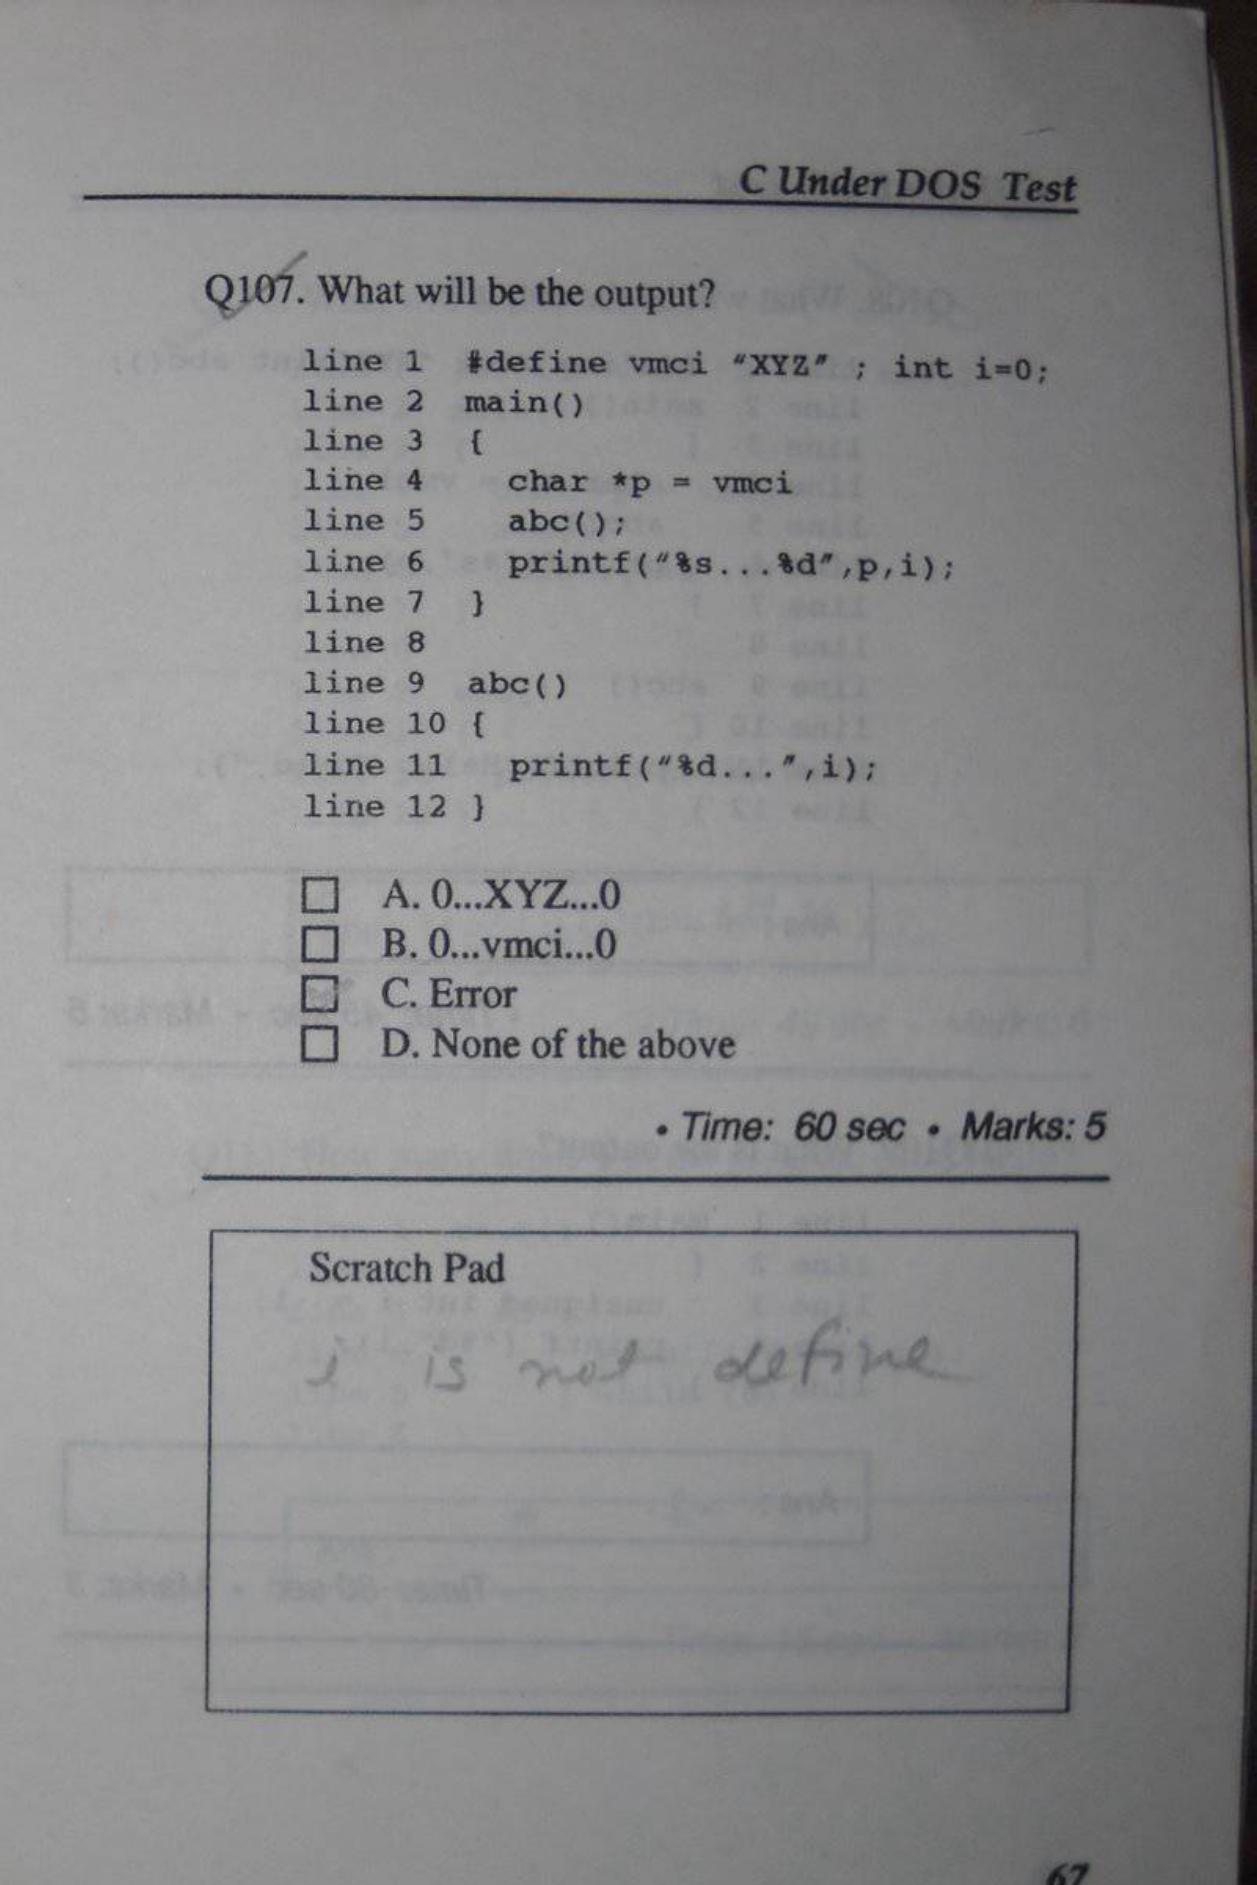 C Under DOS Test
Q107. What will be the output?
line 1 #define vmci "XYZ" ; int i=0;
line 2 main()
line 3 {
line 4 char *p = vmci
line 5 abc();
line 6 printf("%s...%d",p,i);
line 7 }
line 8
line 9 abc()
line 10 {
line 11 printf("%d...",i);
line 12 }
A. 0...XYZ...0
B. 0...vmci...0
C. Error
D. None of the above
• Time: 60 sec • Marks: 5
Scratch Pad
i is not define
67